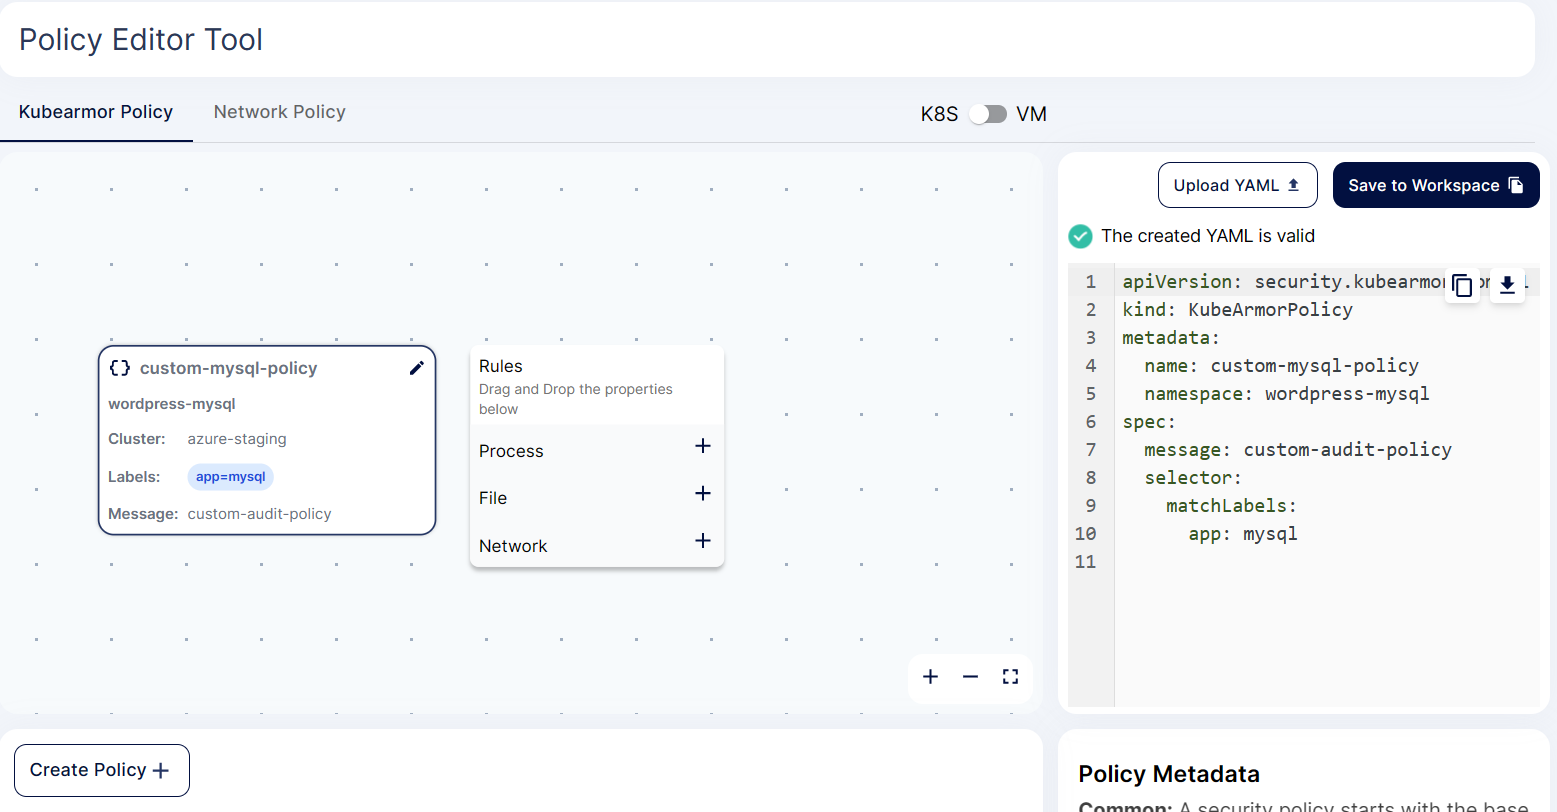 Policy Editor Tool
Kubearmor Policy
Network Policy
K8S
VM
Upload YAML
Save to Workspace
The created YAML is valid
1 apiVersion: security.kubearmor
2 kind: KubeArmorPolicy
3 metadata:
4 name: custom-mysql-policy
5 namespace: wordpress-mysql
6 spec:
7 message: custom-audit-policy
8 selector:
9 matchLabels:
10 app: mysql
11
{} custom-mysql-policy
wordpress-mysql
Cluster: azure-staging
Labels: app=mysql
Message: custom-audit-policy
Rules
Drag and Drop the properties
below
Process +
File +
Network +
Create Policy +
Policy Metadata
Common: A security policy starts with the base